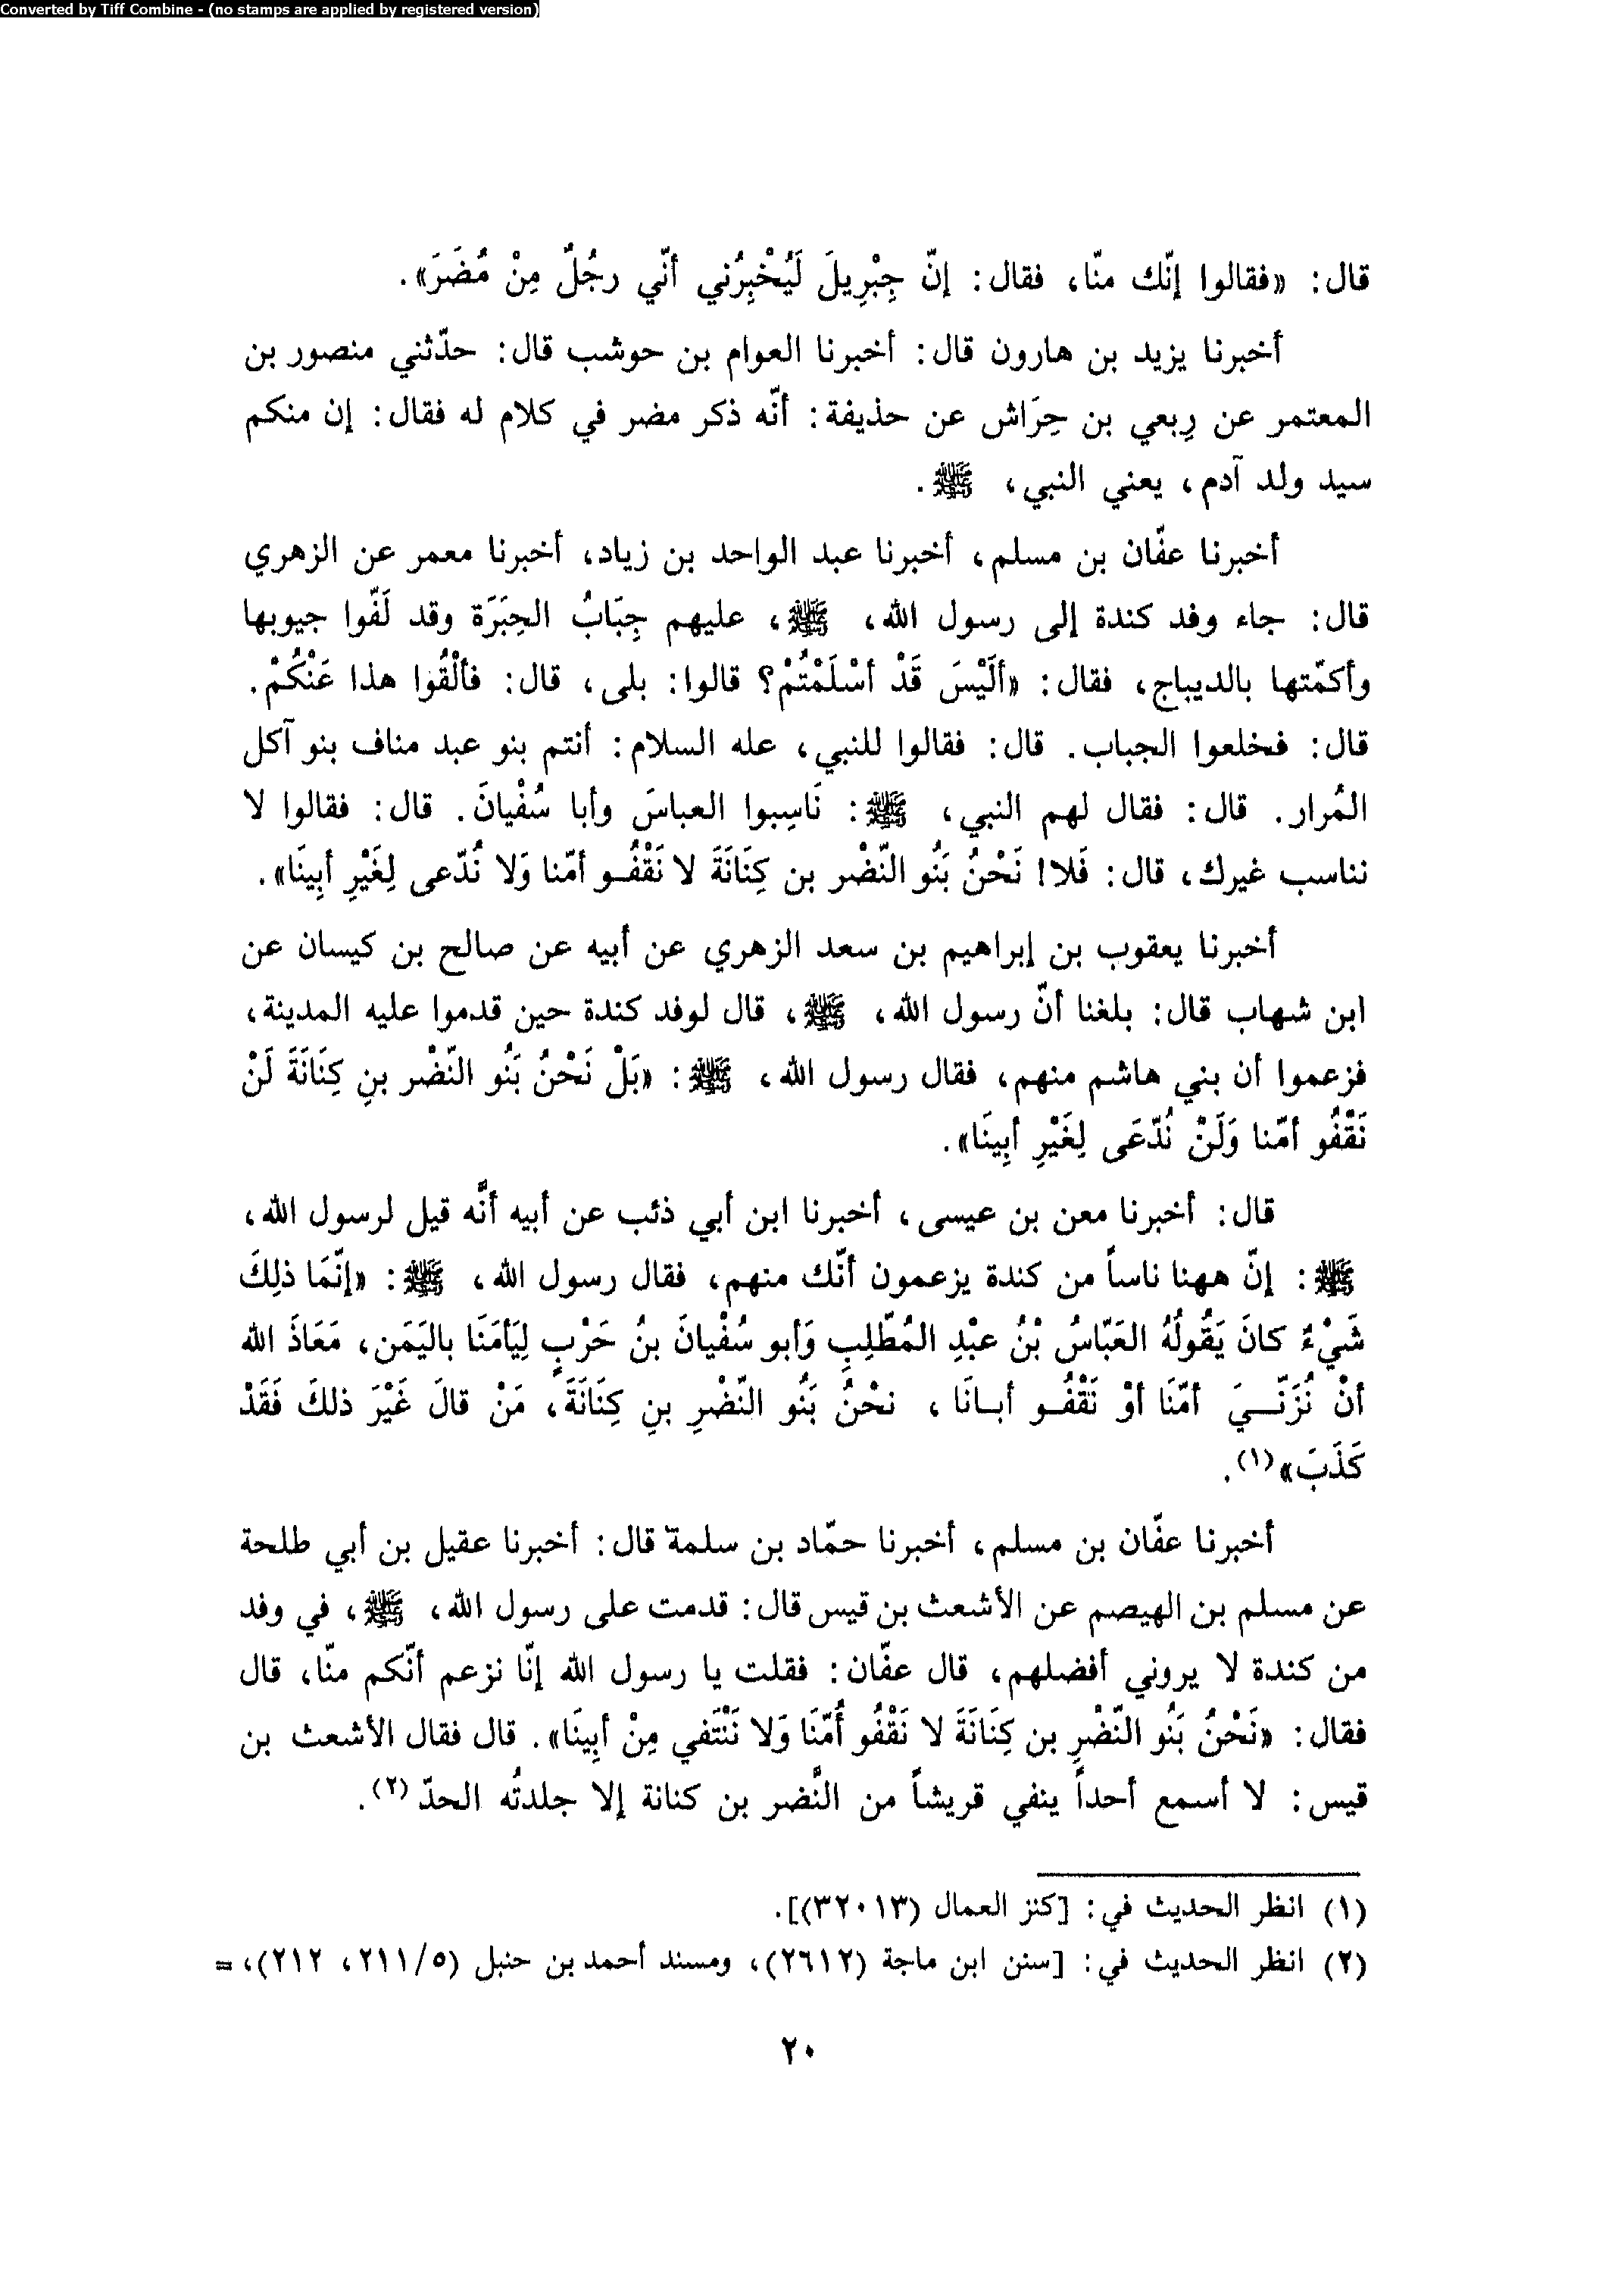 Converted by Tiff Combine - (no stamps are applied by registered version)
قال: «فقالوا إنّك منّا، فقال: إنّ جِبْرِيلَ لَيُخْبِرُني أنّي رجُلٌ مِنْ مُضَرَ».
أخبرنا يزيد بن هارون قال: أخبرنا العوام بن حوشب قال: حدّثني منصور بن
المعتمر عن رِبعي بن حِرَاش عن حذيفة: أنّه ذكر مضر في كلام له فقال: إن منكم
سيد ولد آدم، يعني النبي، ﷺ.
أخبرنا عفّان بن مسلم، أخبرنا عبد الواحد بن زياد، أخبرنا معمر عن الزهري
قال: جاء وفد كندة إلى رسول الله، ﷺ، عليهم جِبَابُ الحِبَرَة وقد لَفّوا جيوبها
وأكمّتها بالديباج، فقال: «ألَيْسَ قَدْ أسْلَمْتُمْ؟ قالوا: بلى، قال: فألْقُوا هذا عَنْكُمْ.
قال: فخلعوا الجباب. قال: فقالوا للنبي، عله السلام: أنتم بنو عبد مناف بنو آكل
المُرار. قال: فقال لهم النبي، ﷺ: نَاسِبوا العباسَ وأبا سُفْيانَ. قال: فقالوا لا
نناسب غيرك، قال: فَلا! نَحْنُ بَنُو النّضْر بن كِنَانَةَ لا نَقْفُـو أمّنا وَلا نُدّعى لِغَيْرِ أبِينَا».
أخبرنا يعقوب بن إبراهيم بن سعد الزهري عن أبيه عن صالح بن كيسان عن
ابن شهاب قال: بلغنا أنّ رسول الله، ﷺ، قال لوفد كندة حين قدموا عليه المدينة،
فزعموا أن بني هاشم منهم، فقال رسول الله، ﷺ: «بَلْ نَحْنُ بَنُو النّضْر بنِ كِنَانَةَ لَنْ
نَقْفُو أمّنا وَلَنْ نُدّعَى لِغَيْرِ أبِينَا».
قال: أخبرنا معن بن عيسى، أخبرنا ابن أبي ذئب عن أبيه أنَّه قيل لرسول الله،
ﷺ: إنّ ههنا ناساً من كندة يزعمون أنّك منهم، فقال رسول الله، ﷺ: «إنّمَا ذلِكَ
شَيْءٌ كانَ يَقُولُهُ العَبّاسُ بْنُ عبْدِ المُطّلِبِ وَأبو سُفْيانَ بنُ حَرْبٍ لِيَأمَنَا باليَمَن، مَعَاذَ الله
أنْ نُزَنّـيَ أمّنَا أوْ نَقْفُـو أبـانَا، نحْنُ بَنُو النّضْرِ بنِ كِنَانَةَ، مَنْ قالَ غَيْرَ ذلكَ فَقَدْ
كَذَبَ»(١).
أخبرنا عفّان بن مسلم، أخبرنا حمّاد بن سلمة قال: أخبرنا عقيل بن أبي طلحة
عن مسلم بن الهيصم عن الأشعث بن قيس قال: قدمت على رسول الله، ﷺ، في وفد
من كندة لا يروني أفضلهم، قال عفّان: فقلت يا رسول الله إنّا نزعم أنّكم منّا، قال
فقال: «نَحْنُ بَنُو النّضْرِ بن كِنَانَةَ لا نَقْفُو أُمّنَا وَلا نَنْتَفي مِنْ أبِينَا». قال فقال الأشعث بن
قيس: لا أسمع أحداً ينفي قريشاً من النَّضر بن كنانة إلا جلدتُه الحدّ(٢).
(١) انظر الحديث في: [كنز العمال (٣٢٠١٣)].
(٢) انظر الحديث في: [سنن ابن ماجة (٢٦١٢)، ومسند أحمد بن حنبل (٢١١/٥، ٢١٢)، =
٢٠